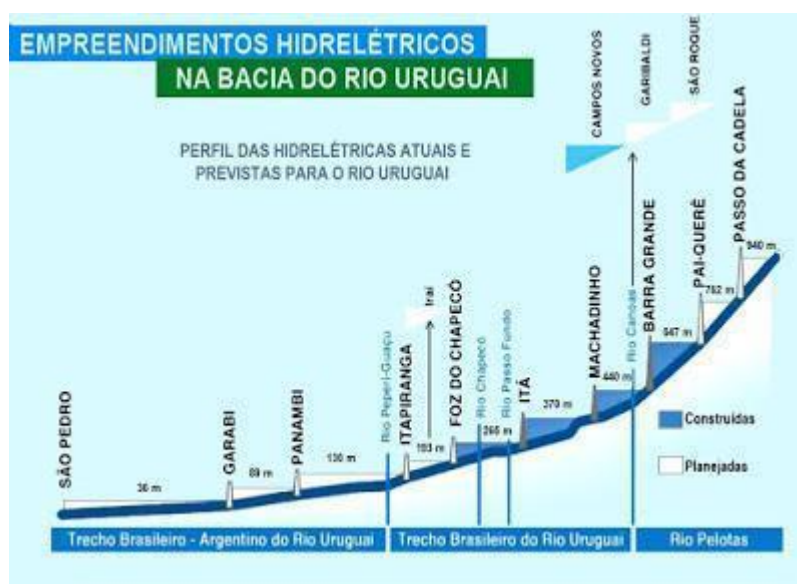 EMPREENDIMENTOS HIDRELÉTRICOS
NA BACIA DO RIO URUGUAI
PERFIL DAS HIDRELÉTRICAS ATUAIS E
PREVISTAS PARA O RIO URUGUAI
CAMPOS NOVOS
GARIBALDI
SÃO ROQUE
SÃO PEDRO
36 m
GARABI
89 m
PANAMBI
130 m
Rio Peperi-Guaçu
ITAPIRANGA
193 m
Iraí
FOZ DO CHAPECÓ
Rio Chapecó
265 m
Rio Passo Fundo
ITÁ
370 m
MACHADINHO
440 m
Rio Canoas
BARRA GRANDE
647 m
PAI-QUERÊ
762 m
PASSO DA CADELA
940 m
Construídas
Planejadas
Trecho Brasileiro - Argentino do Rio Uruguai
Trecho Brasileiro do Rio Uruguai
Rio Pelotas